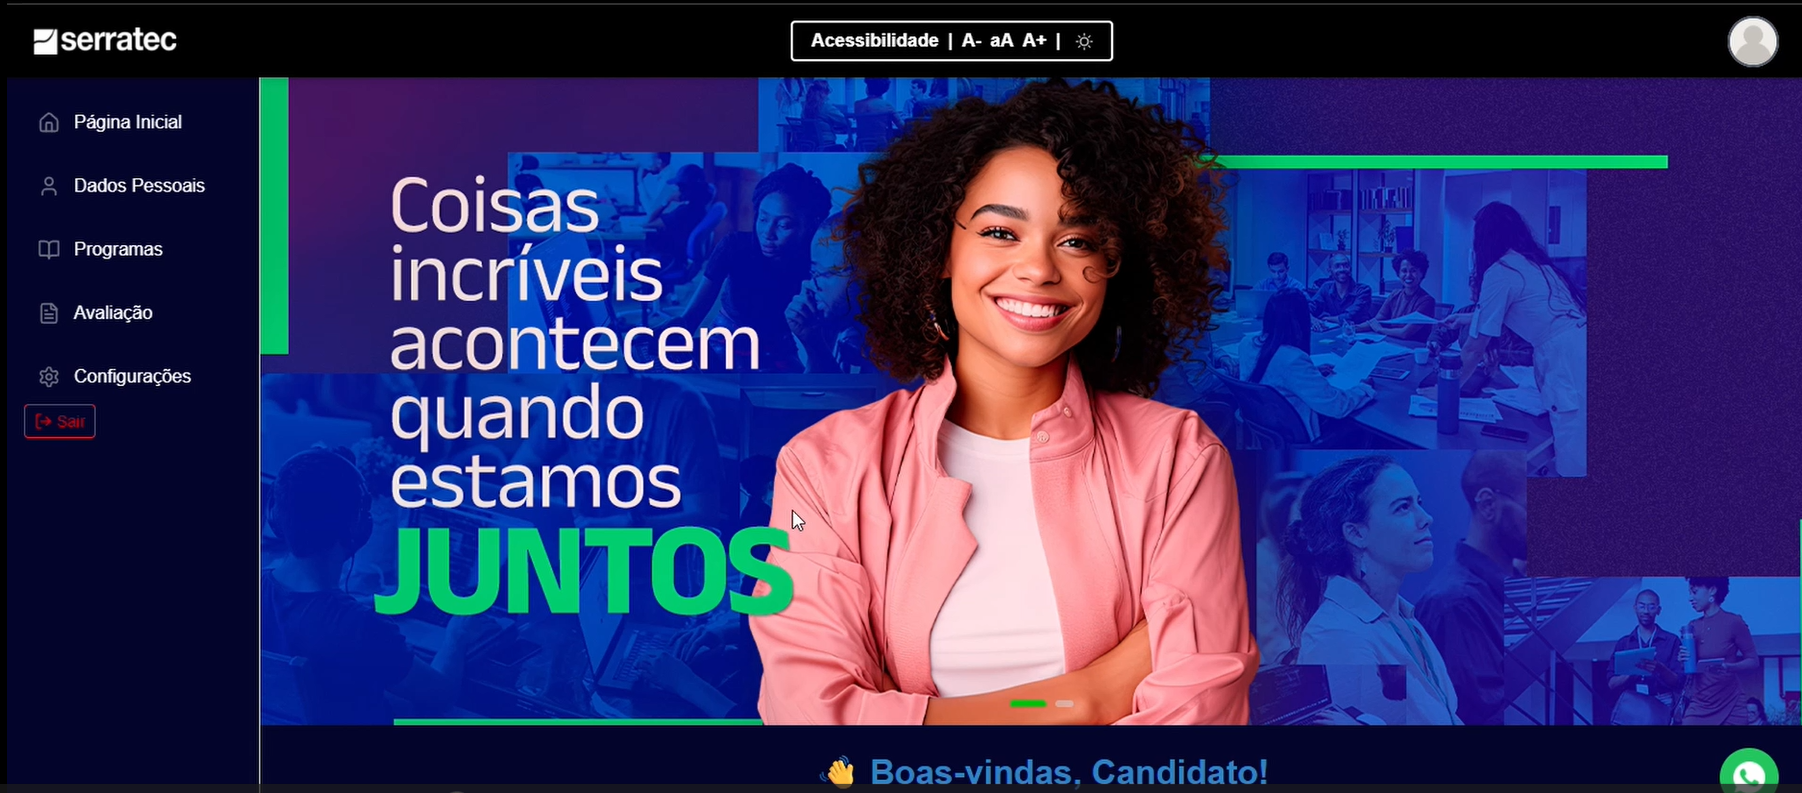 serratec
Acessibilidade | A- aA A+ |
Página Inicial
Dados Pessoais
Programas
Avaliação
Configurações
Sair
Coisas
incríveis
acontecem
quando
estamos
JUNTOS
Boas-vindas, Candidato!